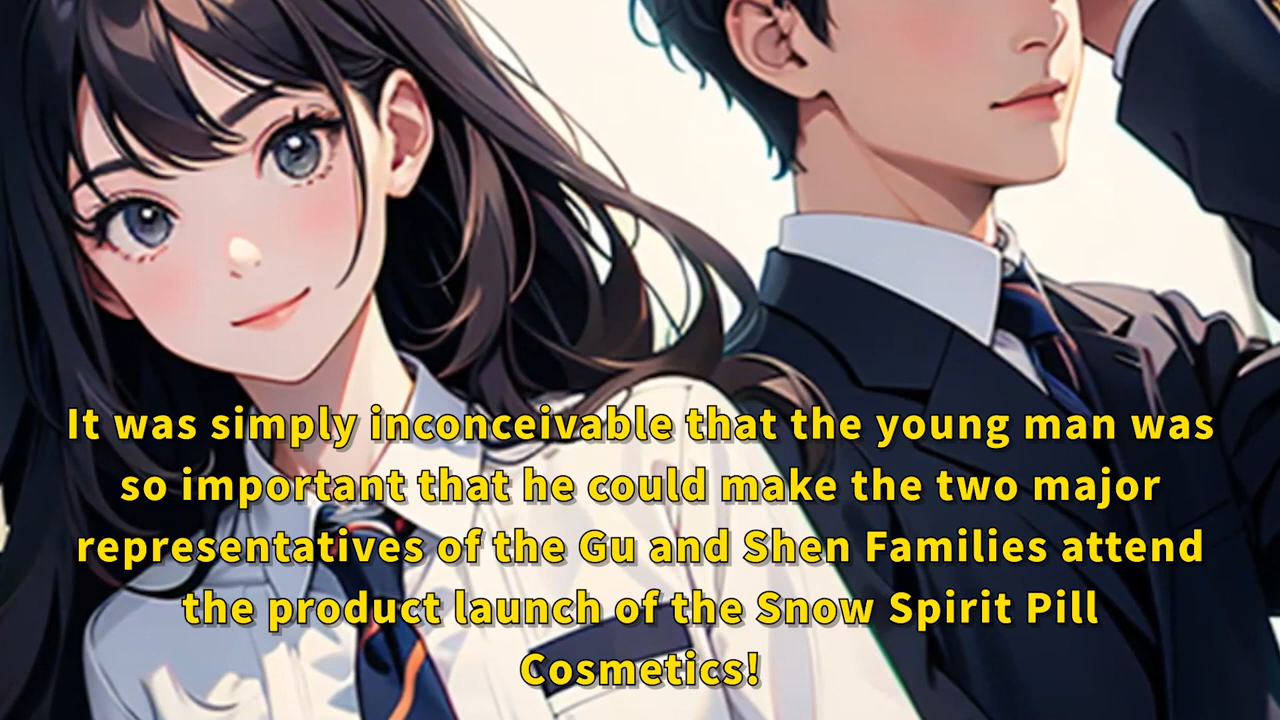 It was simply inconceivable that the young man was
so important that he could make the two major
representatives of the Gu and Shen Families attend
the product launch of the Snow Spirit Pill
Cosmetics!